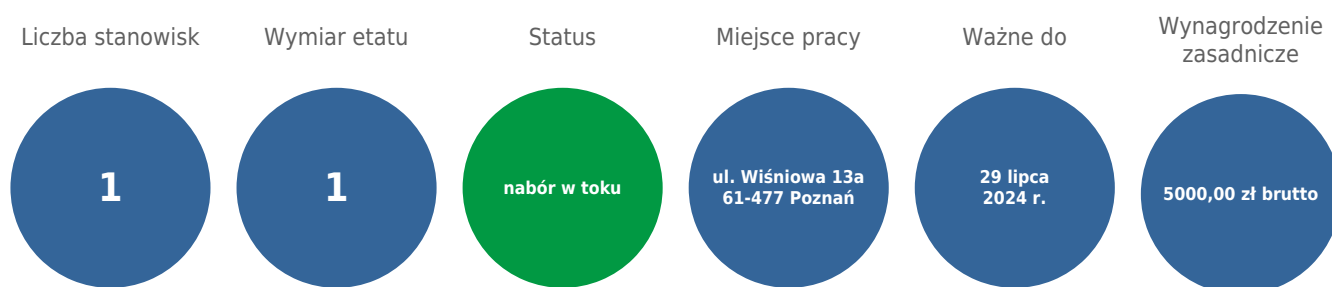 Liczba stanowisk
1
Wymiar etatu
1
Status
nabór w toku
Miejsce pracy
ul. Wiśniowa 13a
61-477 Poznań
Ważne do
29 lipca
2024 r.
Wynagrodzenie
zasadnicze
5000,00 zł brutto